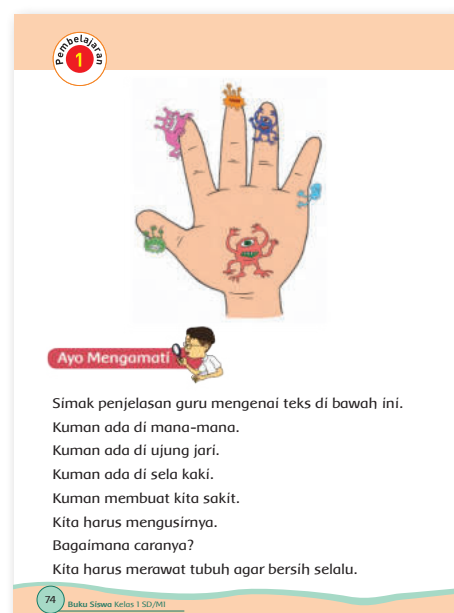 Pembelajaran
1
Ayo Mengamati
Simak penjelasan guru mengenai teks di bawah ini.
Kuman ada di mana-mana.
Kuman ada di ujung jari.
Kuman ada di sela kaki.
Kuman membuat kita sakit.
Kita harus mengusirnya.
Bagaimana caranya?
Kita harus merawat tubuh agar bersih selalu.
74 Buku Siswa Kelas 1 SD/MI